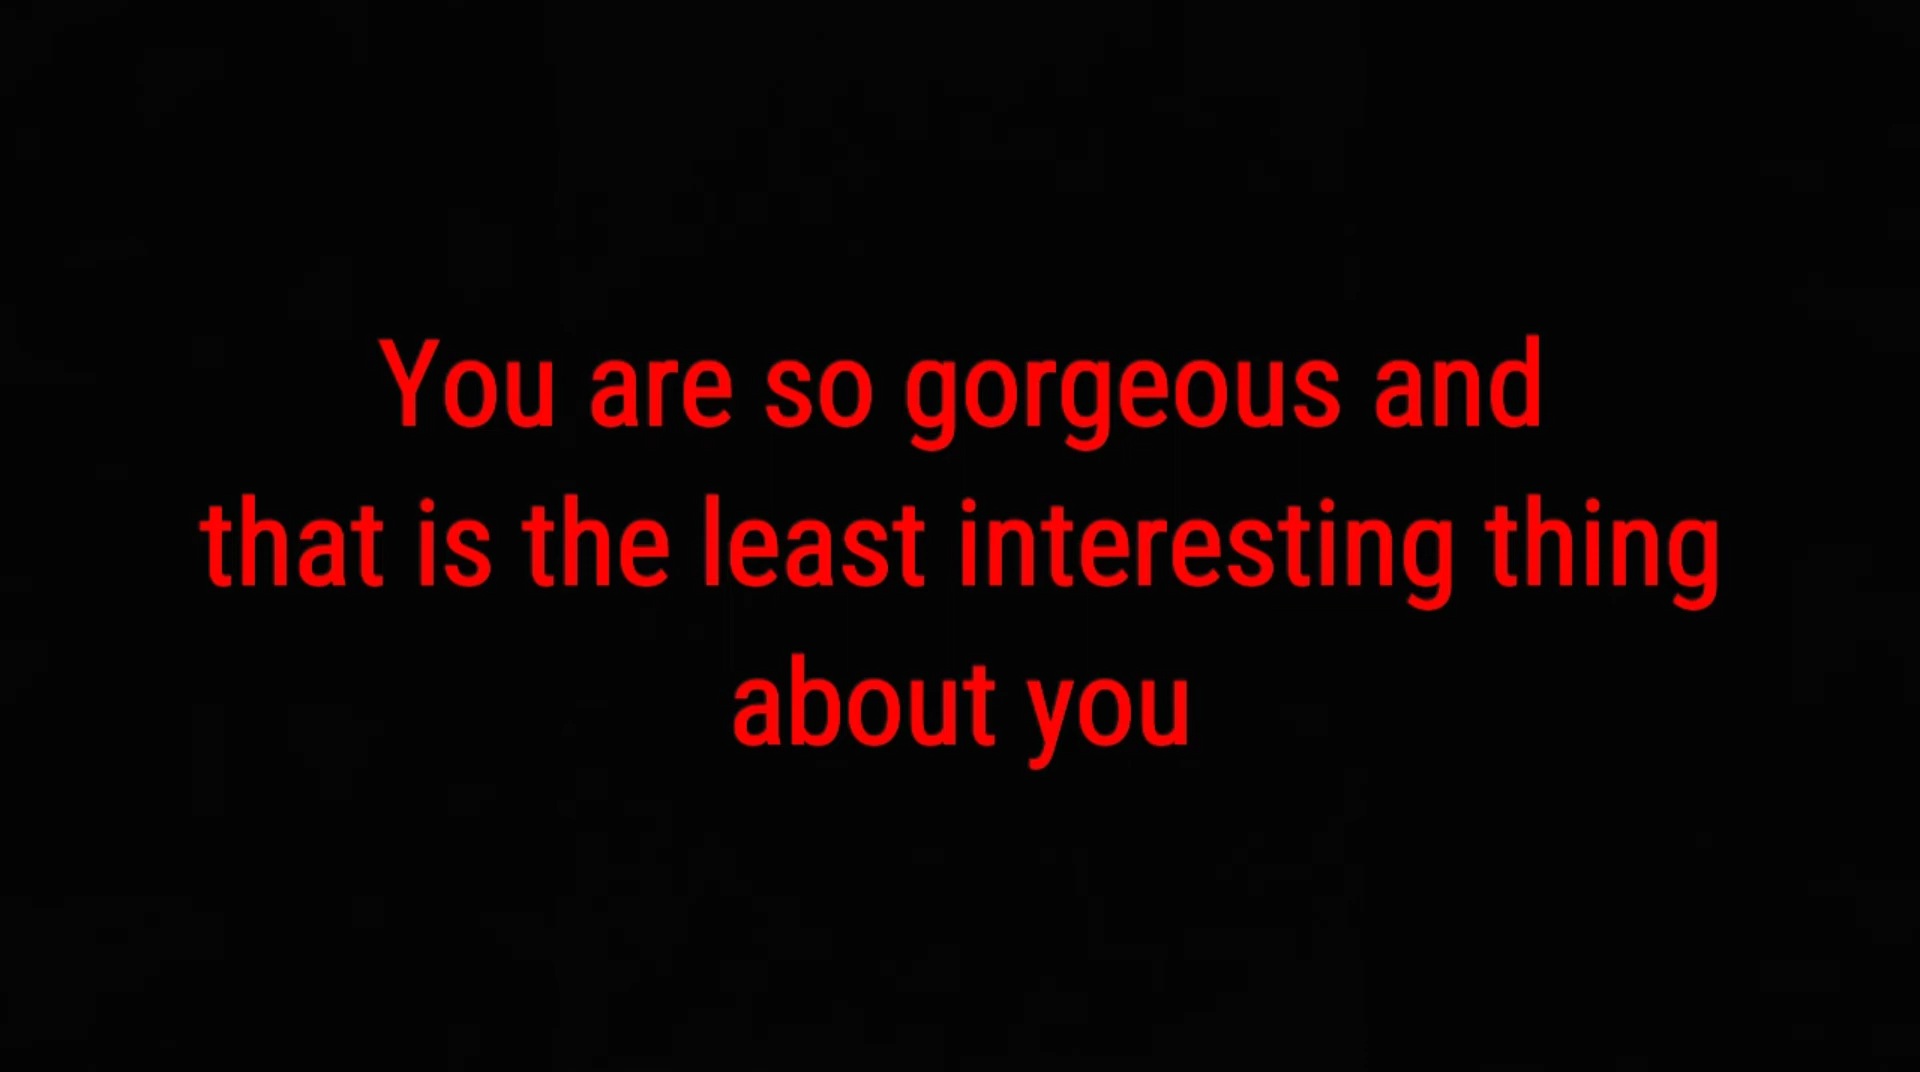 You are so gorgeous and
that is the least interesting thing
about you